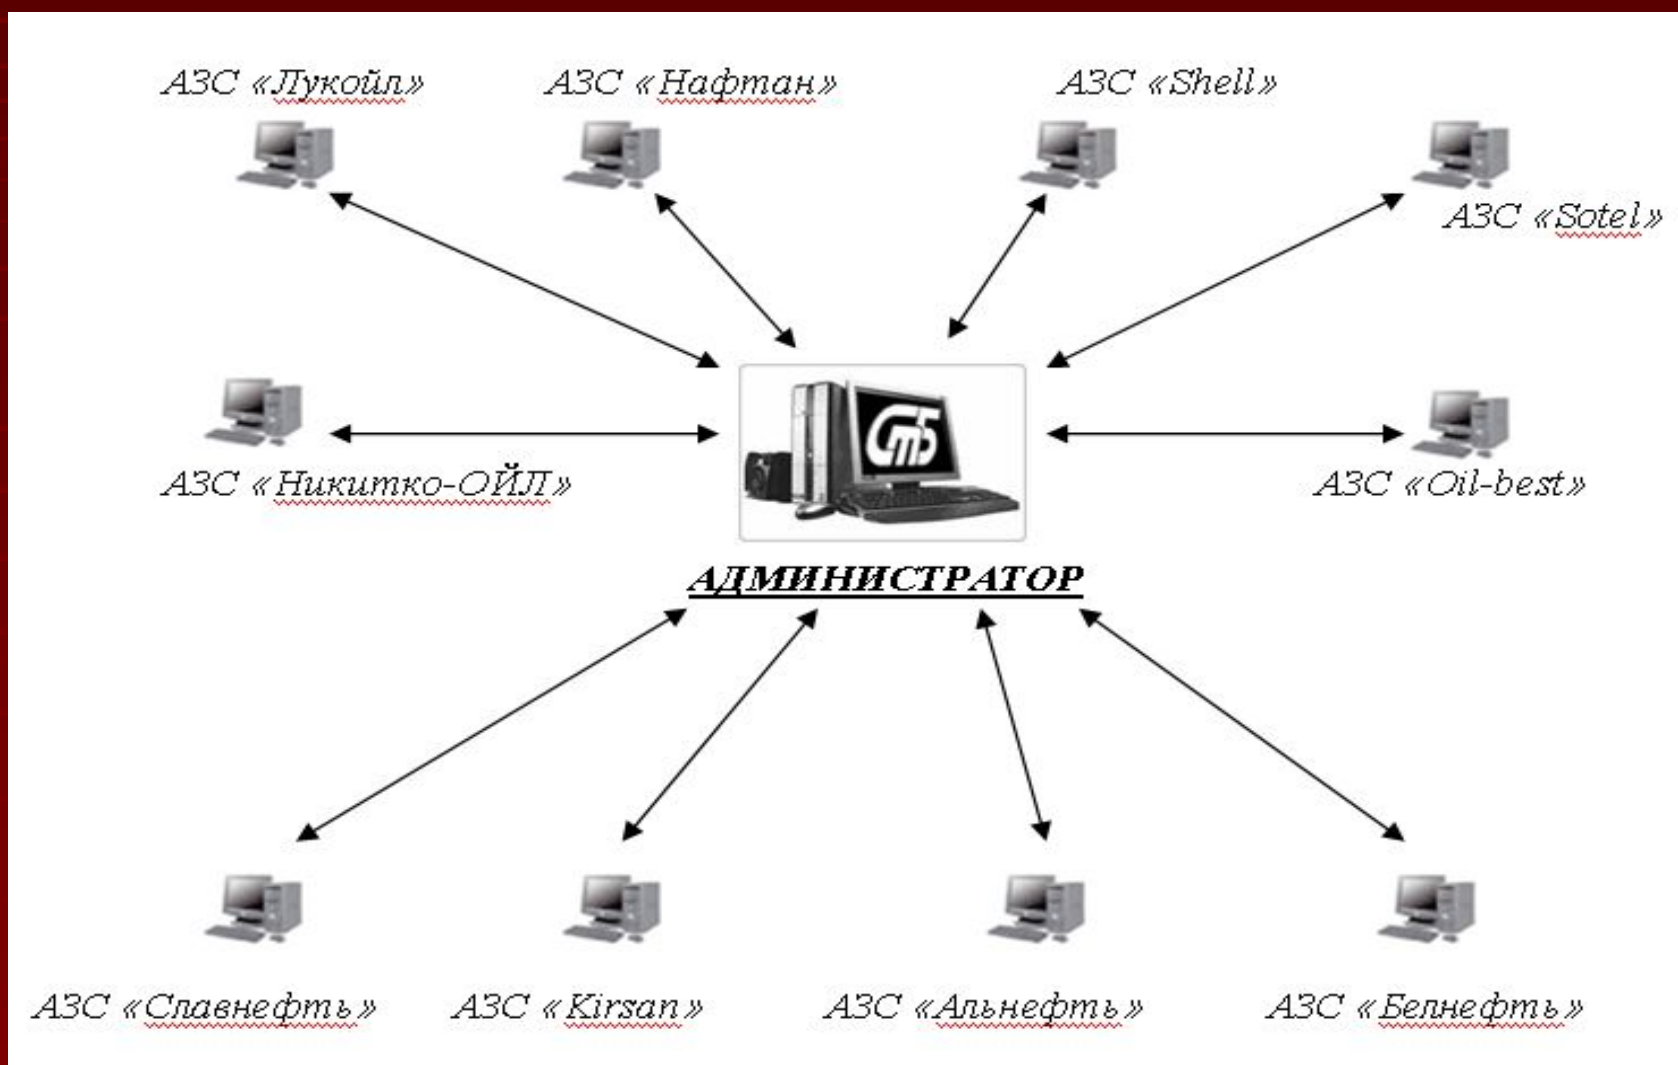 АЗС «Лукойл» АЗС «Нафтан» АЗС «Shell»
АЗС «Sotel»
АЗС «Никитко-ОЙЛ» АЗС «Oil-best»
АДМИНИСТРАТОР
АЗС «Славнефть» АЗС «Kirsan» АЗС «Альнефть» АЗС «Белнефть»